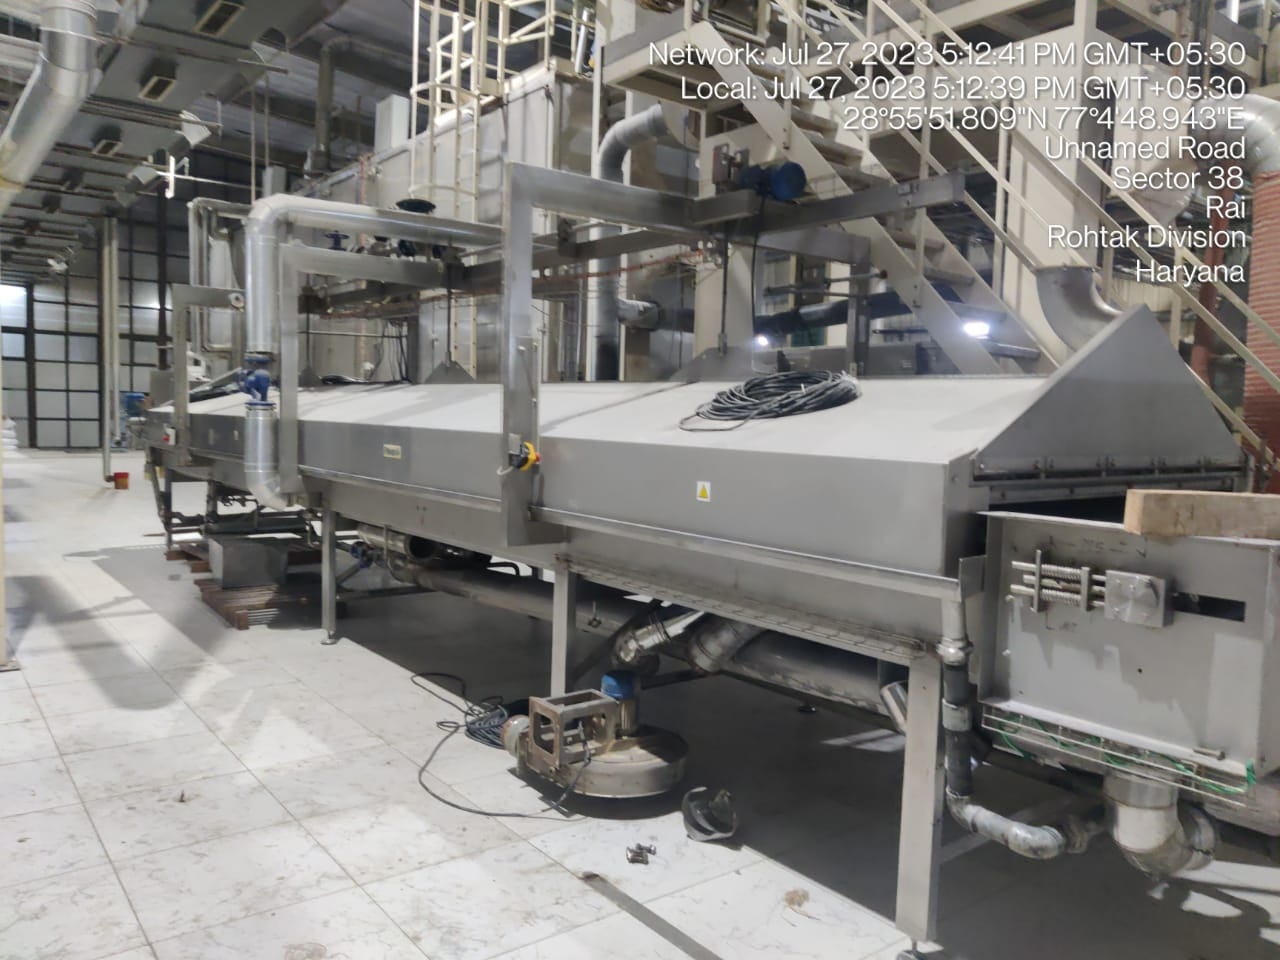 Network: Jul 27, 2023 5:12:41 PM GMT+05:30
Local: Jul 27, 2023 5:12:39 PM GMT+05:30
28°55'51.809"N 77°4'48.943"E
Unnamed Road
Sector 38
Rai
Rohtak Division
Haryana